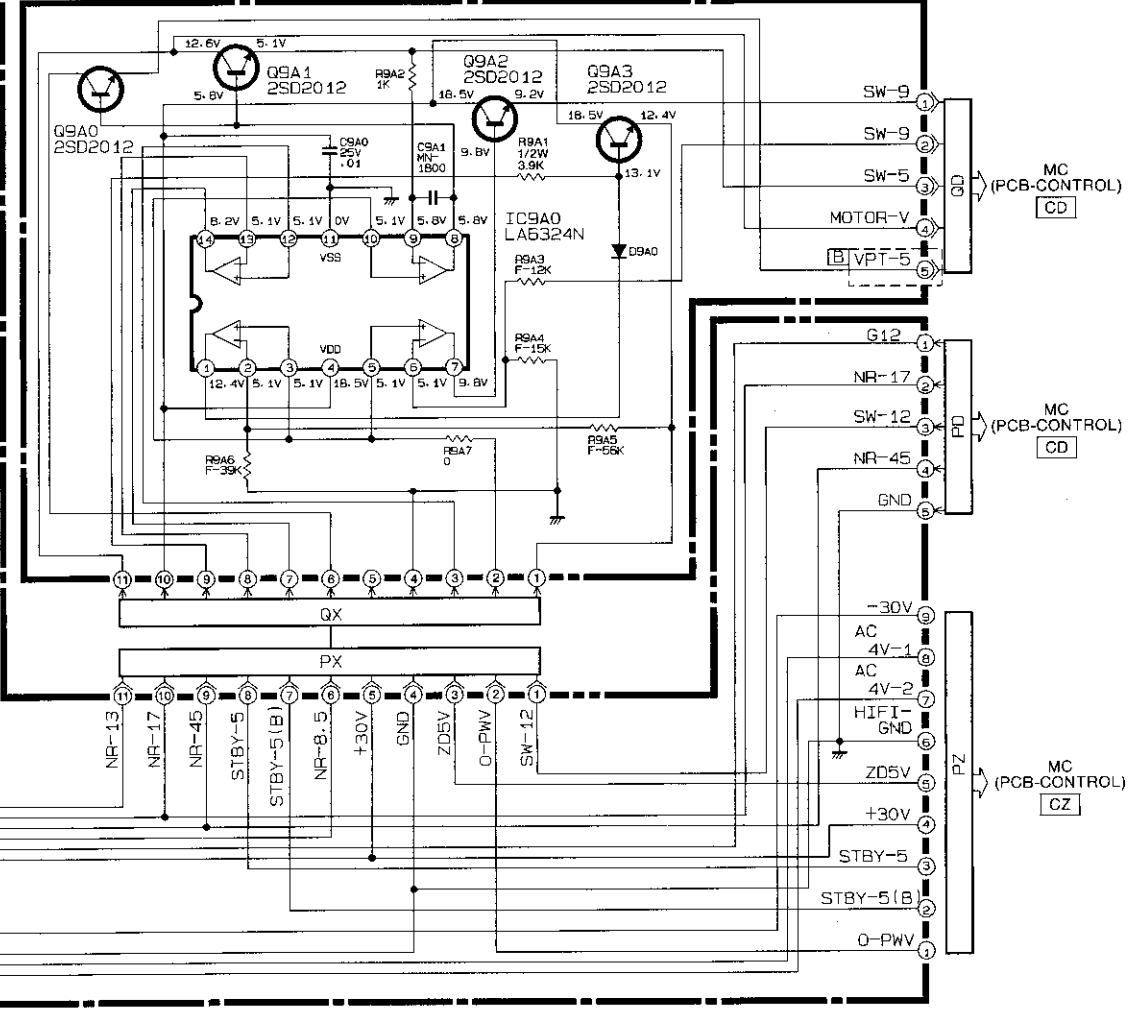 12.6V 5.1V
Q9A1
2SD2012
5.8V
Q9A0
2SD2012
R9A2
1K
Q9A2
2SD2012
18.5V 9.2V
9.8V
Q9A3
2SD2012
18.5V 12.4V
13.1V
C9A0
25V
.01
C9A1
MN-
1800
R9A1
1/2W
3.9K
8.2V 5.1V 5.1V 0V 5.1V 5.8V 5.8V
14 13 12 11 10 9 8
VSS
IC9A0
LA6324N
D9A0
R9A3
F-12K
R9A4
F-15K
VDD
1 2 3 4 5 6 7
12.4V 5.1V 5.1V 18.5V 5.1V 5.1V 9.8V
R9A6
F-39K
R9A7
0
R9A5
F-56K
SW-9 1
SW-9 2
SW-5 3
MOTOR-V 4
B VPT-5 5
QD
MC
(PCB-CONTROL)
CD
G12 1
NR-17 2
SW-12 3
NR-45 4
GND 5
PD
MC
(PCB-CONTROL)
CD
11 10 9 8 7 6 5 4 3 2 1
QX
PX
11 10 9 8 7 6 5 4 3 2 1
NR-13
NR-17
NR-45
STBY-5
STBY-5(B)
NR-8.5
+30V
GND
ZD5V
O-PWV
SW-12
-30V 9
AC
4V-1 8
AC
4V-2 7
HIFI-
GND 6
ZD5V 5
+30V 4
STBY-5 3
STBY-5(B) 2
O-PWV 1
PZ
MC
(PCB-CONTROL)
CZ